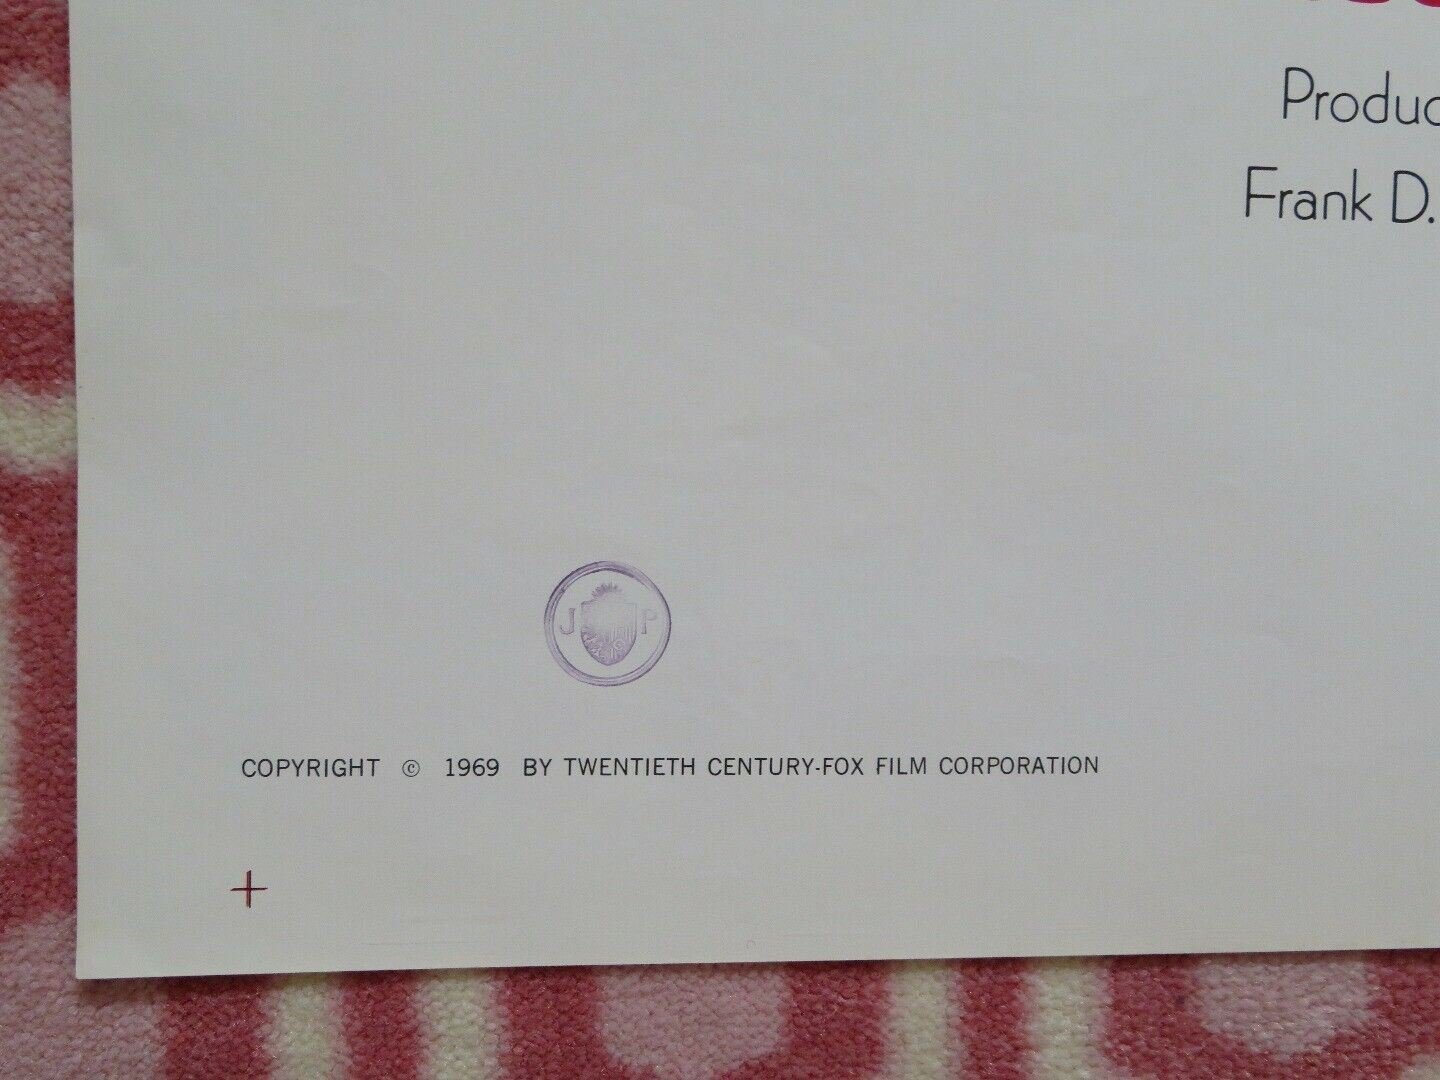 Produc
Frank D.
J P
COPYRIGHT © 1969 BY TWENTIETH CENTURY-FOX FILM CORPORATION